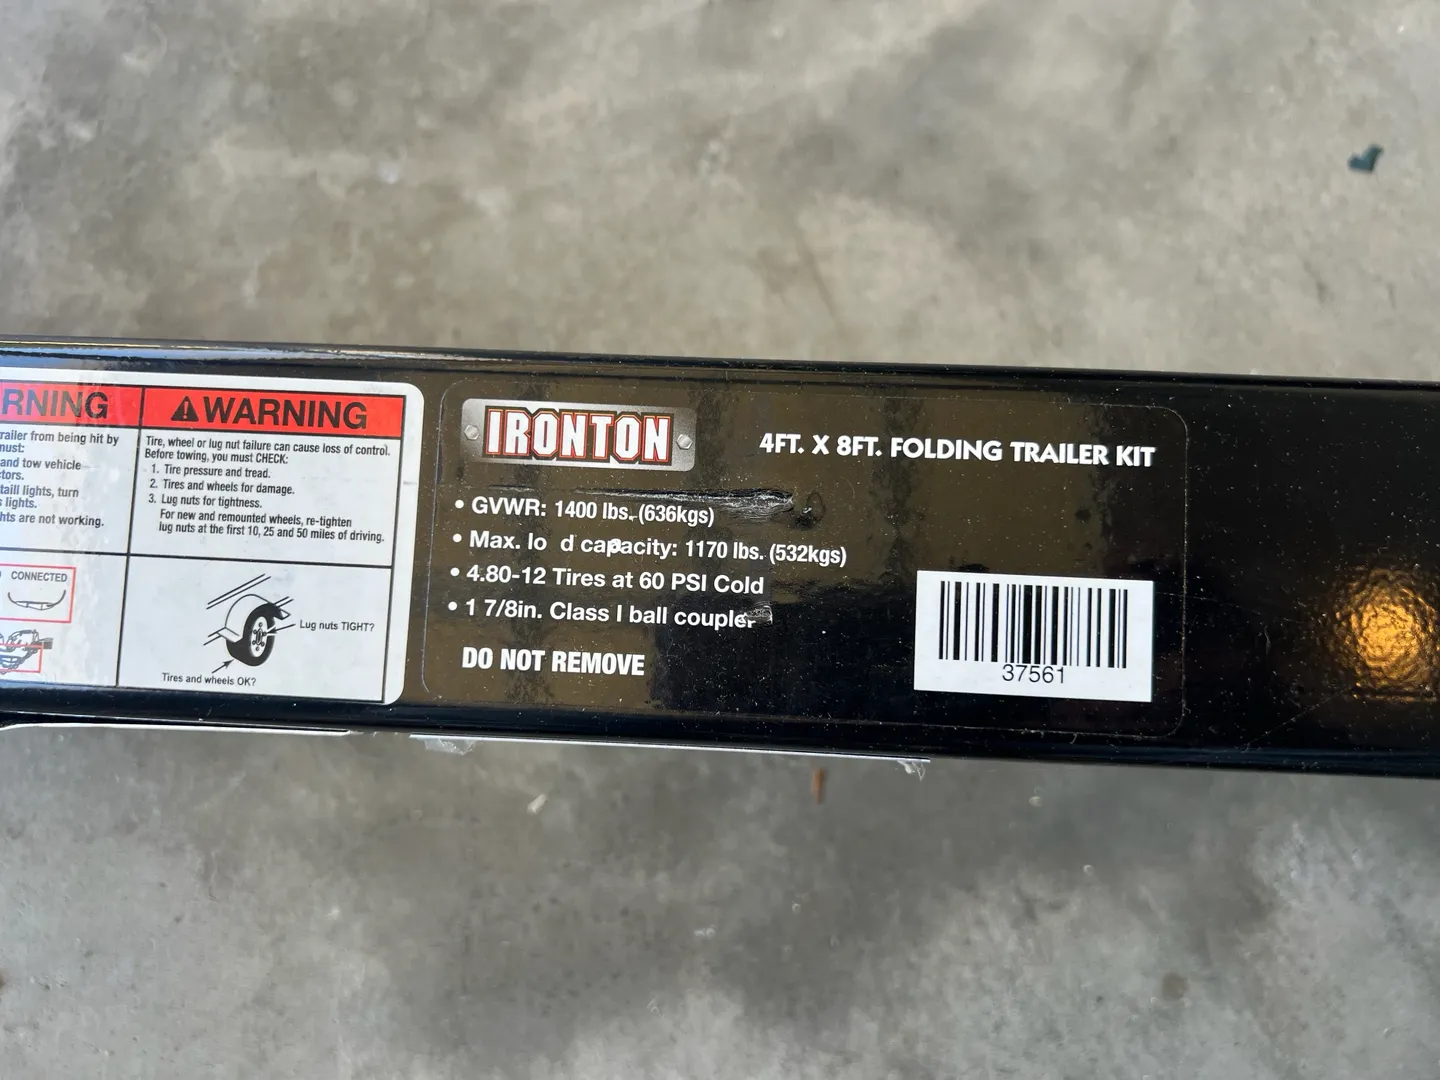 RNING
railer from being hit by
nust:
and tow vehicle
tors.
taill lights, turn
s lights.
hts are not working.
CONNECTED
WARNING
Tire, wheel or lug nut failure can cause loss of control.
Before towing, you must CHECK:
1. Tire pressure and tread.
2. Tires and wheels for damage.
3. Lug nuts for tightness.
For new and remounted wheels, re-tighten
lug nuts at the first 10, 25 and 50 miles of driving.
Lug nuts TIGHT?
Tires and wheels OK?
IRONTON
4FT. X 8FT. FOLDING TRAILER KIT
• GVWR: 1400 lbs. (636kgs)
• Max. lo d capacity: 1170 lbs. (532kgs)
• 4.80-12 Tires at 60 PSI Cold
• 1 7/8in. Class I ball coupler
DO NOT REMOVE
37561